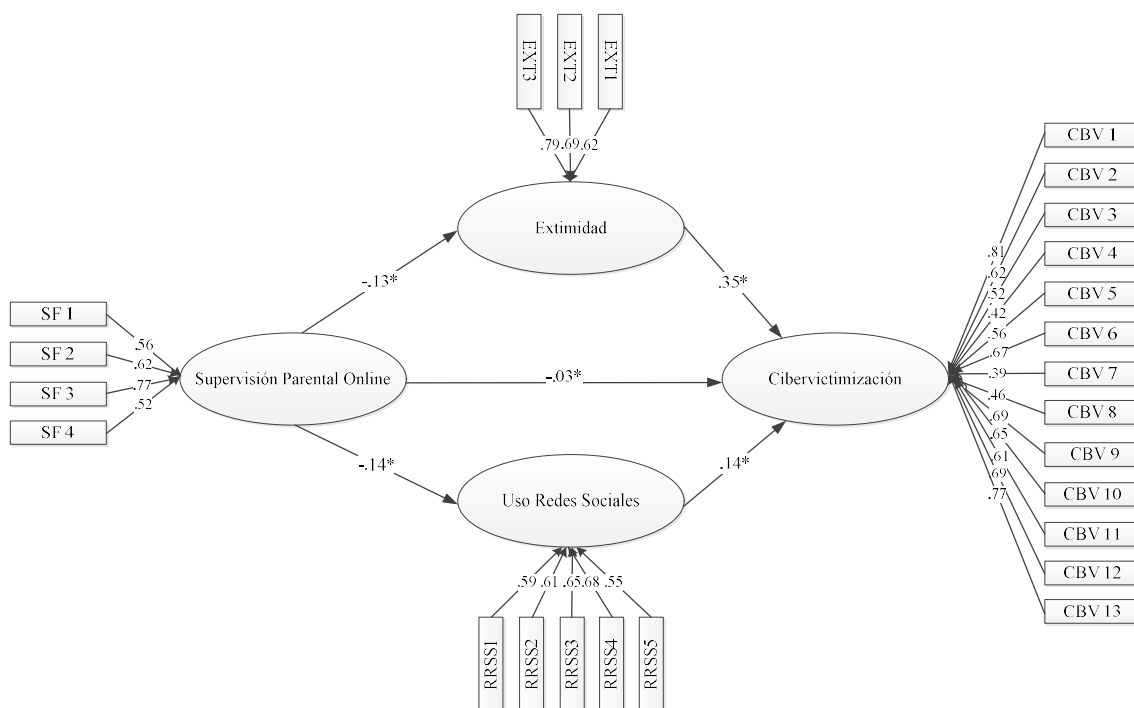 EXT3
EXT2
EXT1
.79
.69
.62
Extimidad
-.13*
.35*
SF 1
SF 2
SF 3
SF 4
.56
.62
.77
.52
Supervisión Parental Online
-.03*
Cibervictimización
-.14*
.14*
Uso Redes Sociales
.59
.61
.65
.68
.55
RRSS1
RRSS2
RRSS3
RRSS4
RRSS5
.81
.62
.52
.42
.56
.67
.39
.46
.69
.65
.61
.69
.77
CBV 1
CBV 2
CBV 3
CBV 4
CBV 5
CBV 6
CBV 7
CBV 8
CBV 9
CBV 10
CBV 11
CBV 12
CBV 13